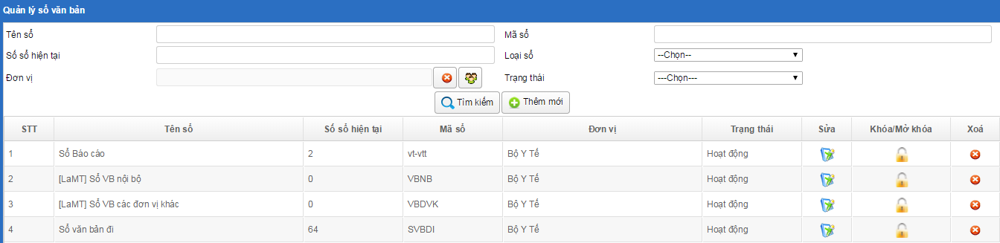 Quản lý sổ văn bản
Tên sổ
Mã sổ
Số sổ hiện tại
Loại sổ
--Chọn--
Đơn vị
Trạng thái
---Chọn---
Tìm kiếm
Thêm mới
STT Tên sổ Số sổ hiện tại Mã sổ Đơn vị Trạng thái Sửa Khóa/Mở khóa Xoá
1 Sổ Báo cáo 2 vt-vtt Bộ Y Tế Hoạt động
2 [LaMT] Sổ VB nội bộ 0 VBNB Bộ Y Tế Hoạt động
3 [LaMT] Sổ VB các đơn vị khác 0 VBDVK Bộ Y Tế Hoạt động
4 Sổ văn bản đi 64 SVBDI Bộ Y Tế Hoạt động